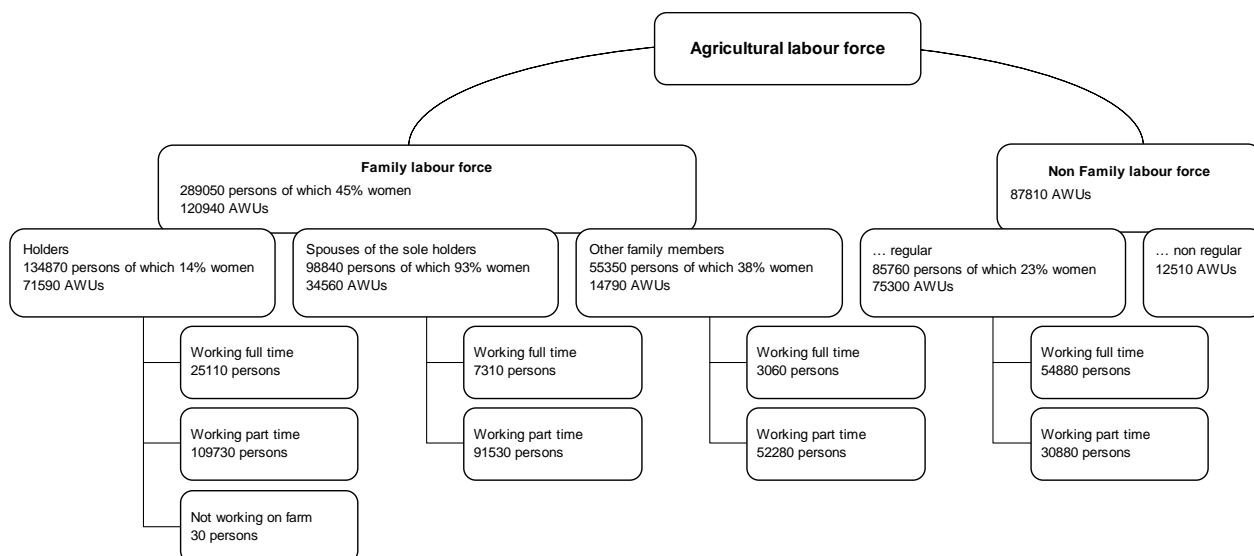 Agricultural labour force
Family labour force
289050 persons of which 45% women
120940 AWUs
Non Family labour force
87810 AWUs
Holders
134870 persons of which 14% women
71590 AWUs
Spouses of the sole holders
98840 persons of which 93% women
34560 AWUs
Other family members
55350 persons of which 38% women
14790 AWUs
... regular
85760 persons of which 23% women
75300 AWUs
... non regular
12510 AWUs
Working full time
25110 persons
Working full time
7310 persons
Working full time
3060 persons
Working full time
54880 persons
Working part time
109730 persons
Working part time
91530 persons
Working part time
52280 persons
Working part time
30880 persons
Not working on farm
30 persons